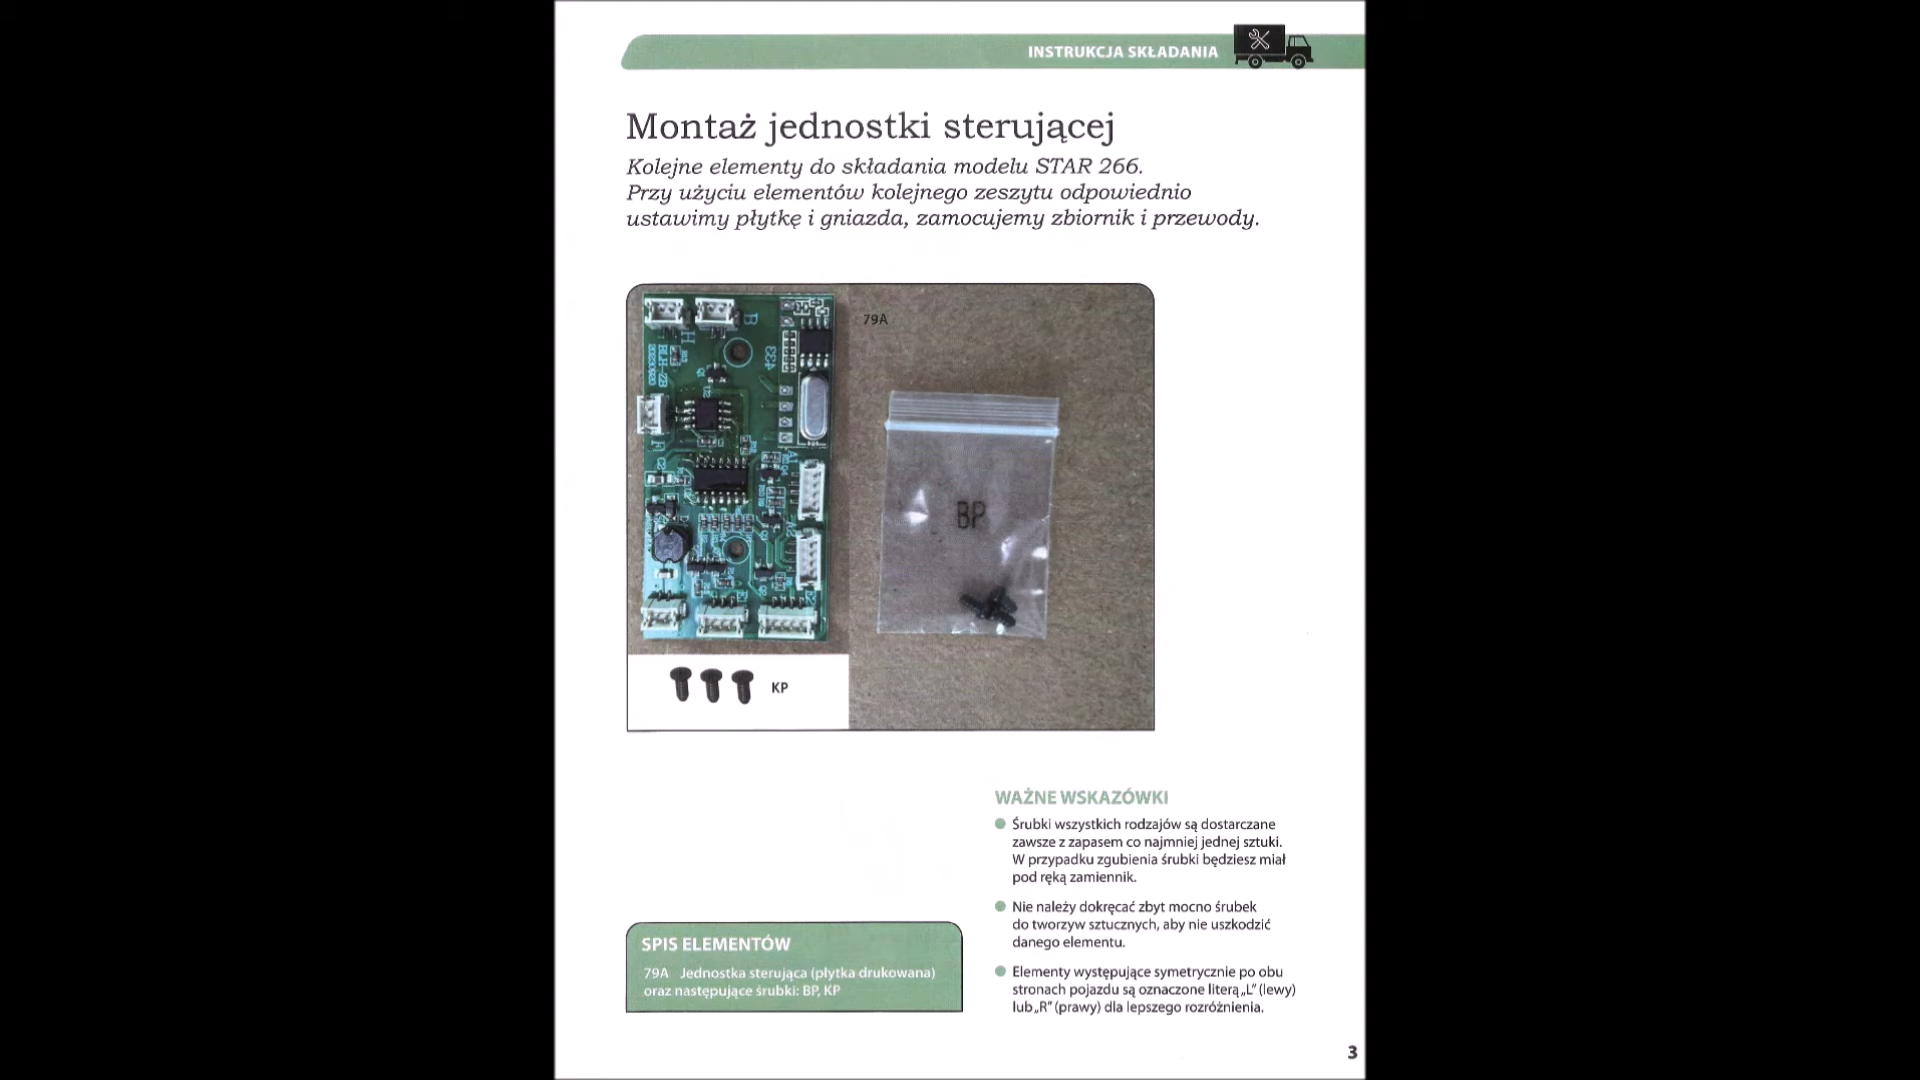 INSTRUKCJA SKŁADANIA
Montaż jednostki sterującej
Kolejne elementy do składania modelu STAR 266.
Przy użyciu elementów kolejnego zeszytu odpowiednio
ustawimy płytkę i gniazda, zamocujemy zbiornik i przewody.
79A
B
H
433
A1
A2
BP
KP
WAŻNE WSKAZÓWKI
Śrubki wszystkich rodzajów są dostarczane
zawsze z zapasem co najmniej jednej sztuki.
W przypadku zgubienia śrubki będziesz miał
pod ręką zamiennik.
Nie należy dokręcać zbyt mocno śrubek
do tworzyw sztucznych, aby nie uszkodzić
danego elementu.
Elementy występujące symetrycznie po obu
stronach pojazdu są oznaczone literą „L” (lewy)
lub „R” (prawy) dla lepszego rozróżnienia.
SPIS ELEMENTÓW
79A Jednostka sterująca (płytka drukowana)
oraz następujące śrubki: BP, KP
3